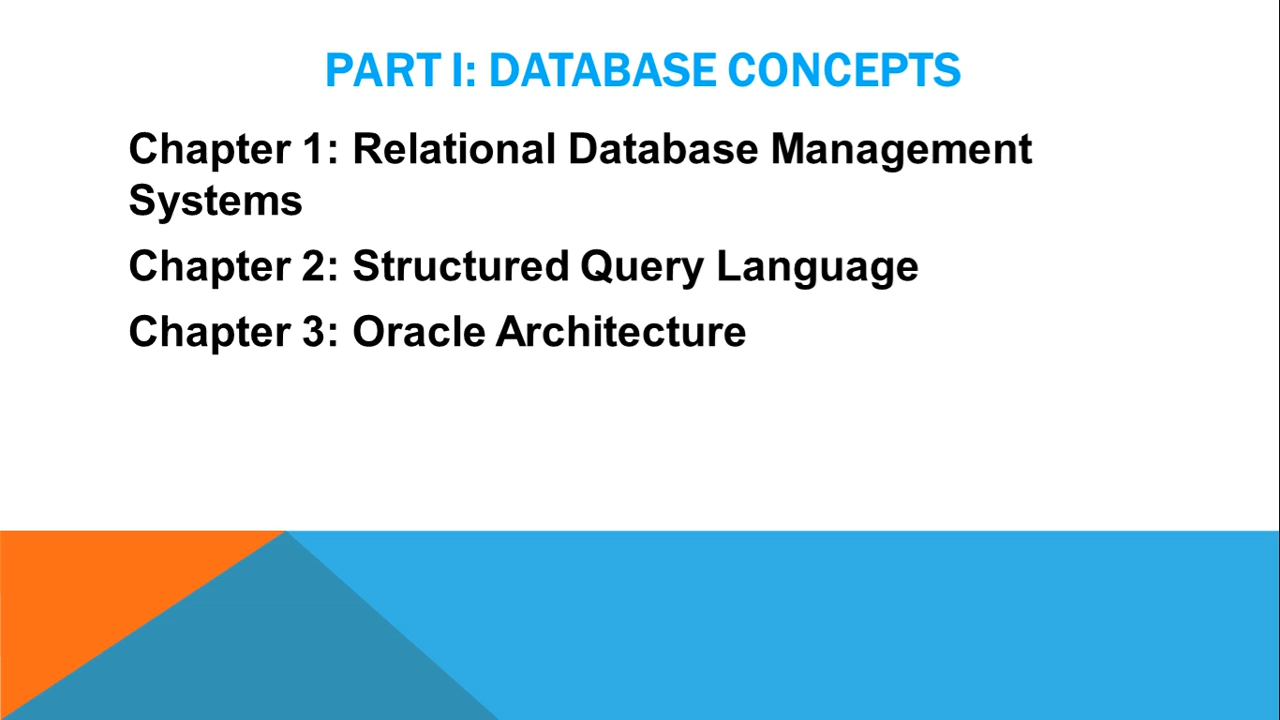 PART I: DATABASE CONCEPTS
Chapter 1: Relational Database Management
Systems
Chapter 2: Structured Query Language
Chapter 3: Oracle Architecture